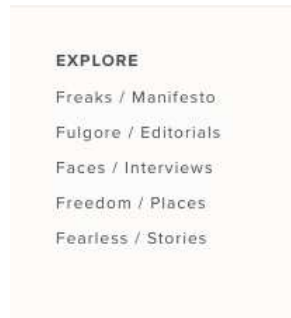 EXPLORE
Freaks / Manifesto
Fulgore / Editorials
Faces / Interviews
Freedom / Places
Fearless / Stories